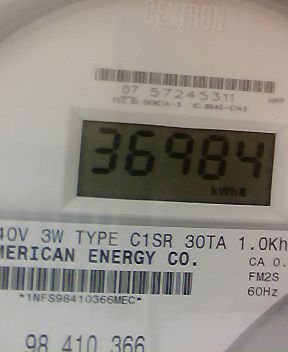 CENTRON®
07 57245311
36984
kWh
40V 3W TYPE C1SR 30TA 1.0Kh
MERICAN ENERGY CO.
CA 0.
FM2S
*1NFS98410366MEC*
60Hz
98 410 366